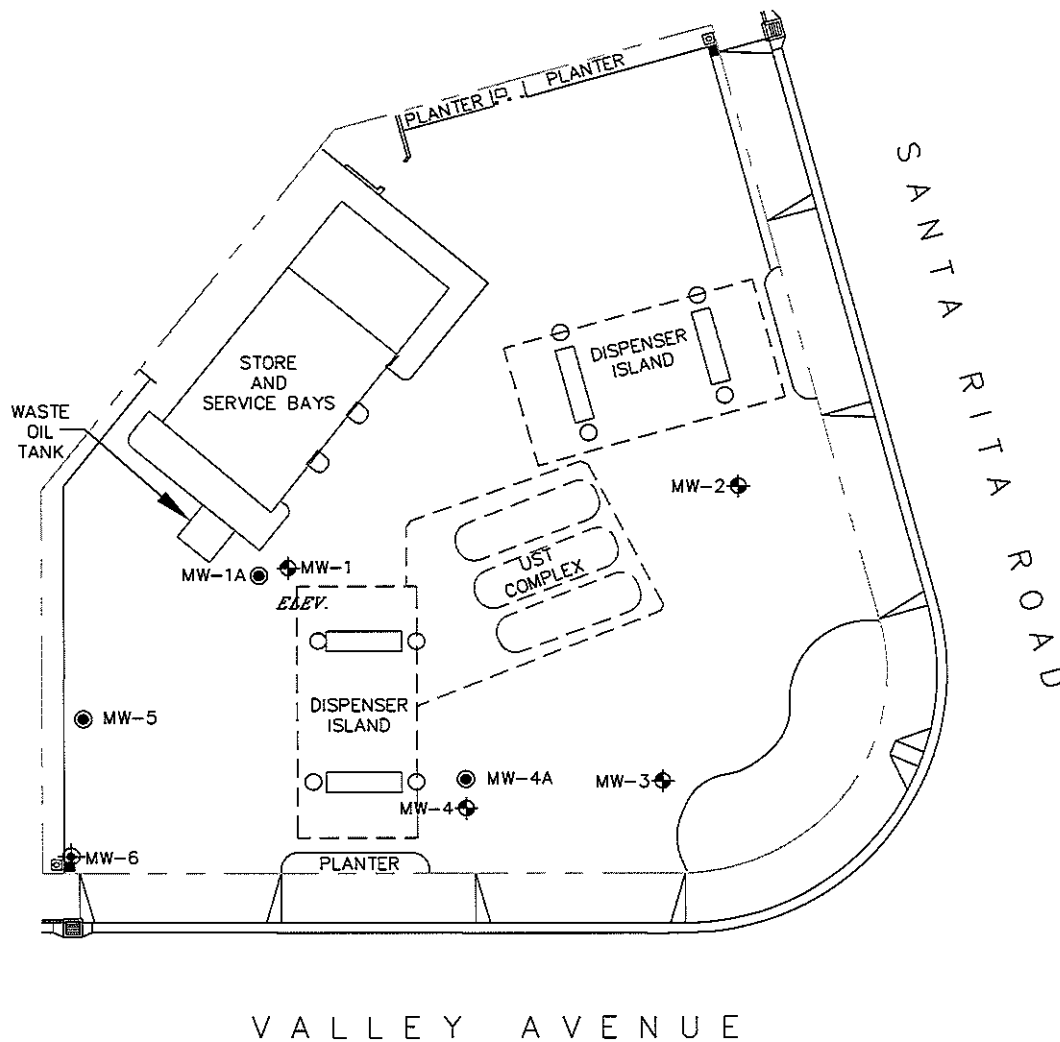 PLANTER
PLANTER
SANTA RITA ROAD
DISPENSER
ISLAND
STORE
AND
SERVICE BAYS
WASTE
OIL
TANK
MW-2
UST
COMPLEX
MW-1A
MW-1
ELEV.
DISPENSER
ISLAND
MW-5
MW-4A
MW-3
MW-4
MW-6
PLANTER
VALLEY AVENUE